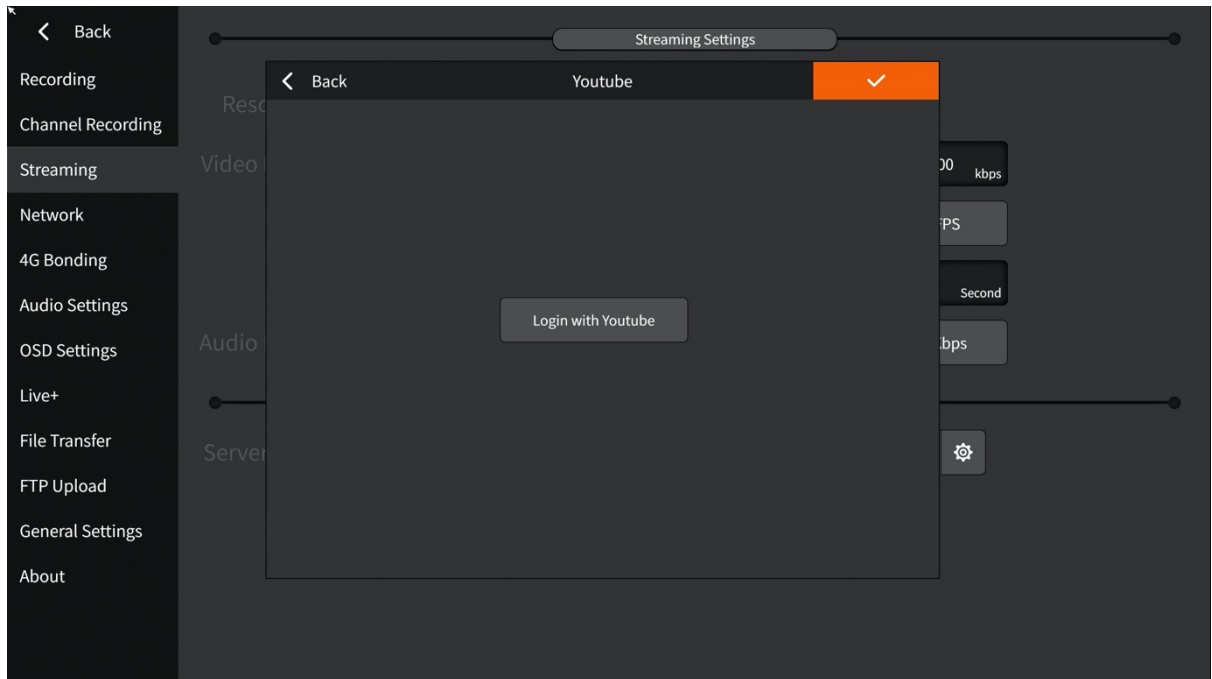 Back
Recording
Channel Recording
Streaming
Network
4G Bonding
Audio Settings
OSD Settings
Live+
File Transfer
FTP Upload
General Settings
About
Streaming Settings
Back
Youtube
Video
kbps
Second
Audio
Login with Youtube